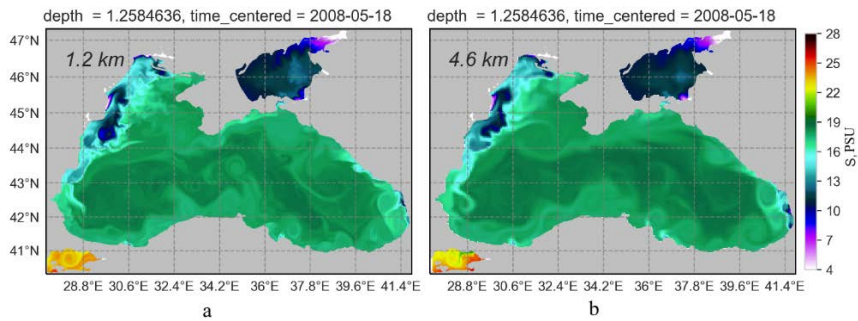 depth = 1.2584636, time_centered = 2008-05-18
depth = 1.2584636, time_centered = 2008-05-18
1.2 km
4.6 km
47°N
46°N
45°N
44°N
43°N
42°N
41°N
28
25
22
19
16
13
10
7
4
S,PSU
28.8°E 30.6°E 32.4°E 34.2°E 36°E 37.8°E 39.6°E 41.4°E
28.8°E 30.6°E 32.4°E 34.2°E 36°E 37.8°E 39.6°E 41.4°E
a
b